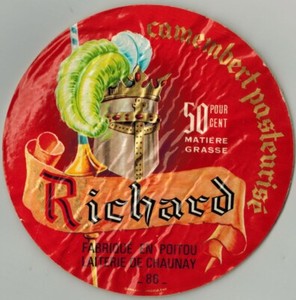 camembert pasteurisé
50 POUR
CENT
MATIÈRE
GRASSE
Richard
FABRIQUÉ EN POITOU
LAITERIE DE CHAUNAY
- 86 -